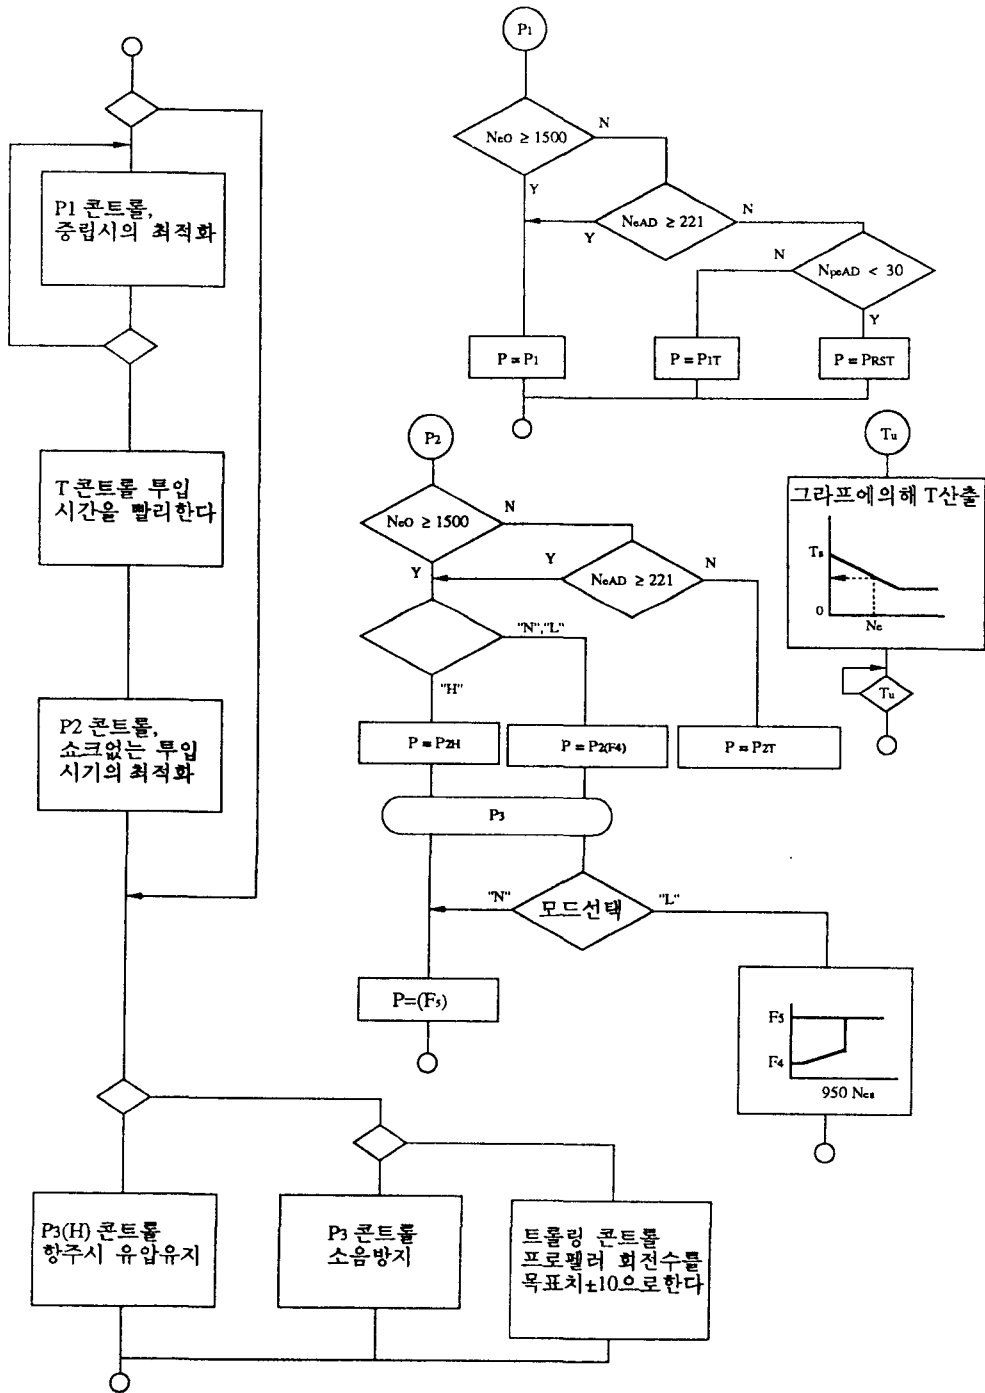 P1 콘트롤,
중립시의 최적화
T 콘트롤 투입
시간을 빨리한다
P2 콘트롤,
쇼크없는 투입
시기의 최적화
P3(H) 콘트롤
항주시 유압유지
P3 콘트롤
소음방지
트롤링 콘트롤
프로펠러 회전수를
목표치±10으로한다
P1
NeO ≥ 1500
N
Y
NeAD ≥ 221
N
Y
NpeAD < 30
N
Y
P = P1
P = P1T
P = PRST
P2
NeO ≥ 1500
N
Y
NeAD ≥ 221
Y
N
"N","L"
"H"
P = P2H
P = P2(F4)
P = P2T
P3
모드선택
"N"
"L"
P=(F5)
F5
F4
950 Nes
Tu
그라프에의해 T산출
Ts
0
Ne
Tu